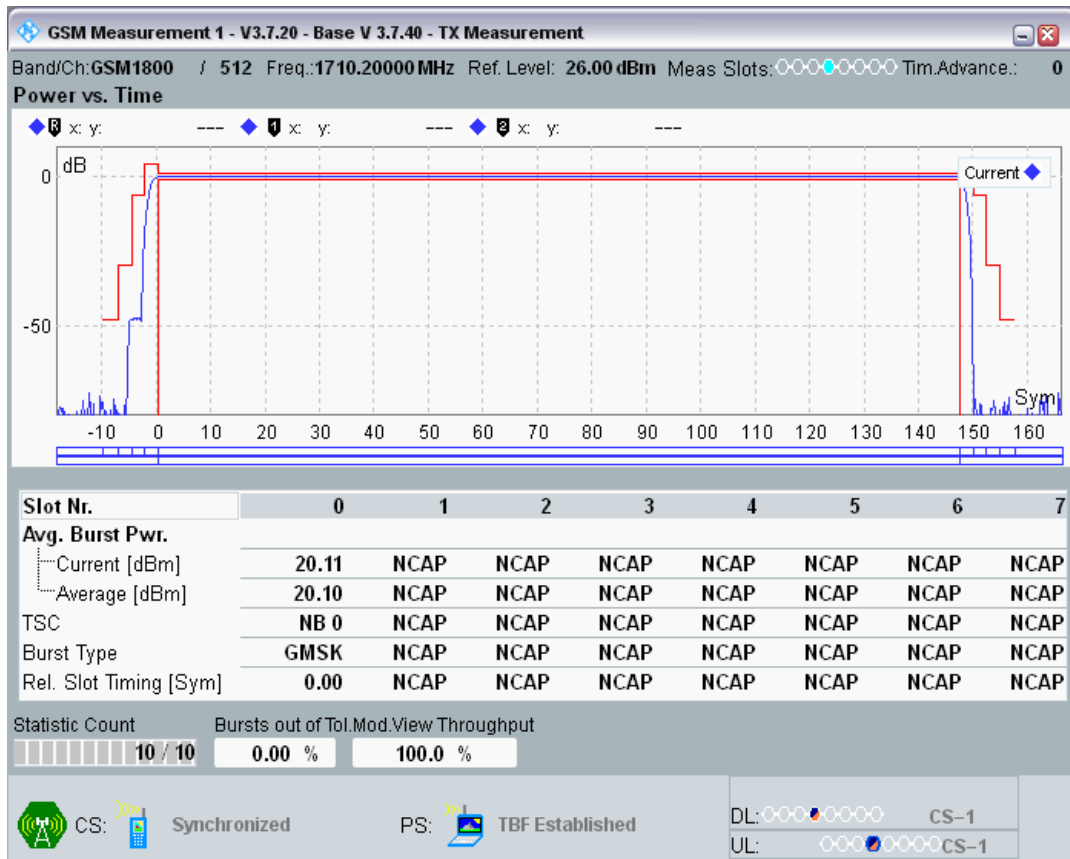 GSM Measurement 1 - V3.7.20 - Base V 3.7.40 - TX Measurement
Band/Ch:GSM1800 / 512 Freq.:1710.20000 MHz Ref. Level: 26.00 dBm Meas Slots: Tim.Advance.: 0
Power vs. Time
R x: y: --- 1 x: y: --- 2 x: y: ---
dB
Current
0
-50
Sym
-10 0 10 20 30 40 50 60 70 80 90 100 110 120 130 140 150 160
Slot Nr. 0 1 2 3 4 5 6 7
Avg. Burst Pwr.
Current [dBm] 20.11 NCAP NCAP NCAP NCAP NCAP NCAP NCAP
Average [dBm] 20.10 NCAP NCAP NCAP NCAP NCAP NCAP NCAP
TSC NB 0 NCAP NCAP NCAP NCAP NCAP NCAP NCAP
Burst Type GMSK NCAP NCAP NCAP NCAP NCAP NCAP NCAP
Rel. Slot Timing [Sym] 0.00 NCAP NCAP NCAP NCAP NCAP NCAP NCAP
Statistic Count Bursts out of Tol.Mod.View Throughput
10 / 10 0.00 % 100.0 %
CS: Synchronized PS: TBF Established
DL: CS-1
UL: CS-1